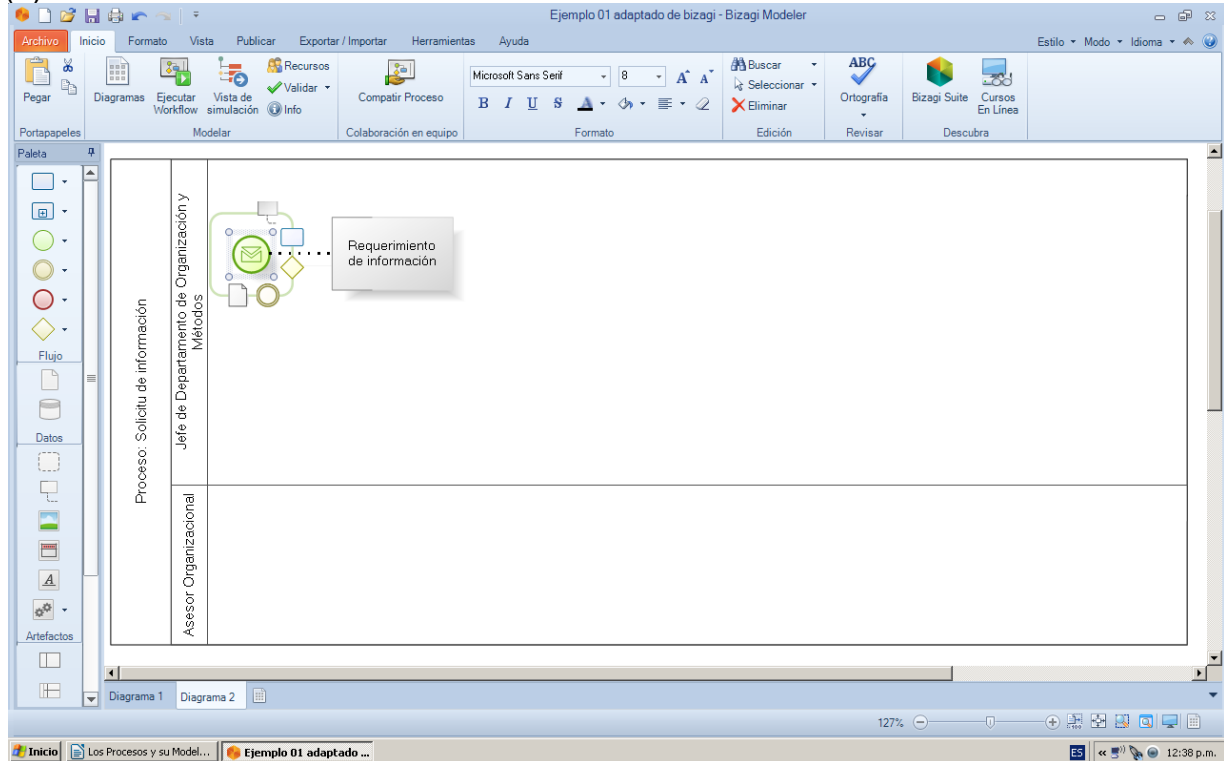 Ejemplo 01 adaptado de bizagi - Bizagi Modeler
Archivo Inicio Formato Vista Publicar Exportar / Importar Herramientas Ayuda Estilo Modo Idioma
Pegar
Diagramas
Ejecutar
Workflow
Vista de
simulación
Recursos
Validar
Info
Compatir Proceso
Microsoft Sans Serif 8 A A
B I U S A
Buscar
Seleccionar
Eliminar
ABC
Ortografía
Bizagi Suite
Cursos
En Línea
Portapapeles Modelar Colaboración en equipo Formato Edición Revisar Descubra
Paleta
Flujo
Datos
A
Artefactos
Proceso: Solicitu de información
Jefe de Departamento de Organización y
Métodos
Requerimiento
de información
Asesor Organizacional
Diagrama 1 Diagrama 2
127%
Inicio Los Procesos y su Model... Ejemplo 01 adaptado ... ES 12:38 p.m.